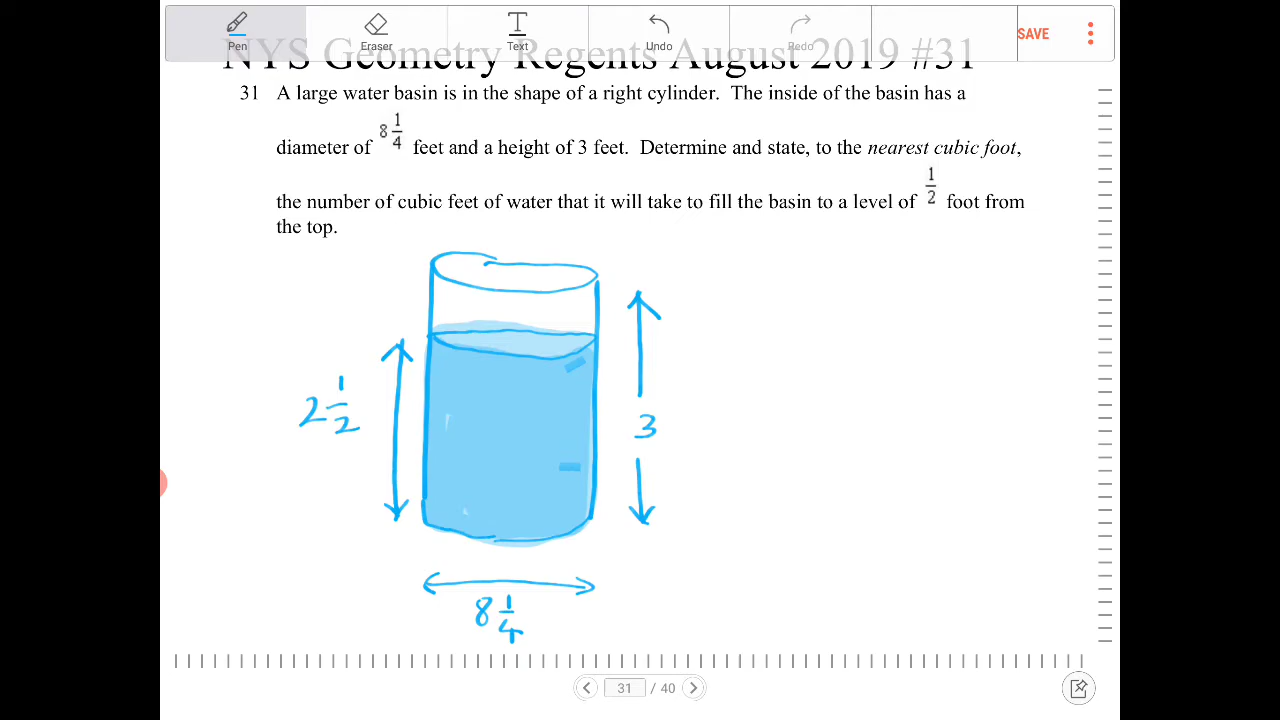 Pen Eraser Text Undo Redo SAVE
NYS Geometry Regents August 2019 #31
31 A large water basin is in the shape of a right cylinder. The inside of the basin has a
diameter of 8 1/4 feet and a height of 3 feet. Determine and state, to the nearest cubic foot,
the number of cubic feet of water that it will take to fill the basin to a level of 1/2 foot from
the top.
2 1/2
3
8 1/4
31 / 40